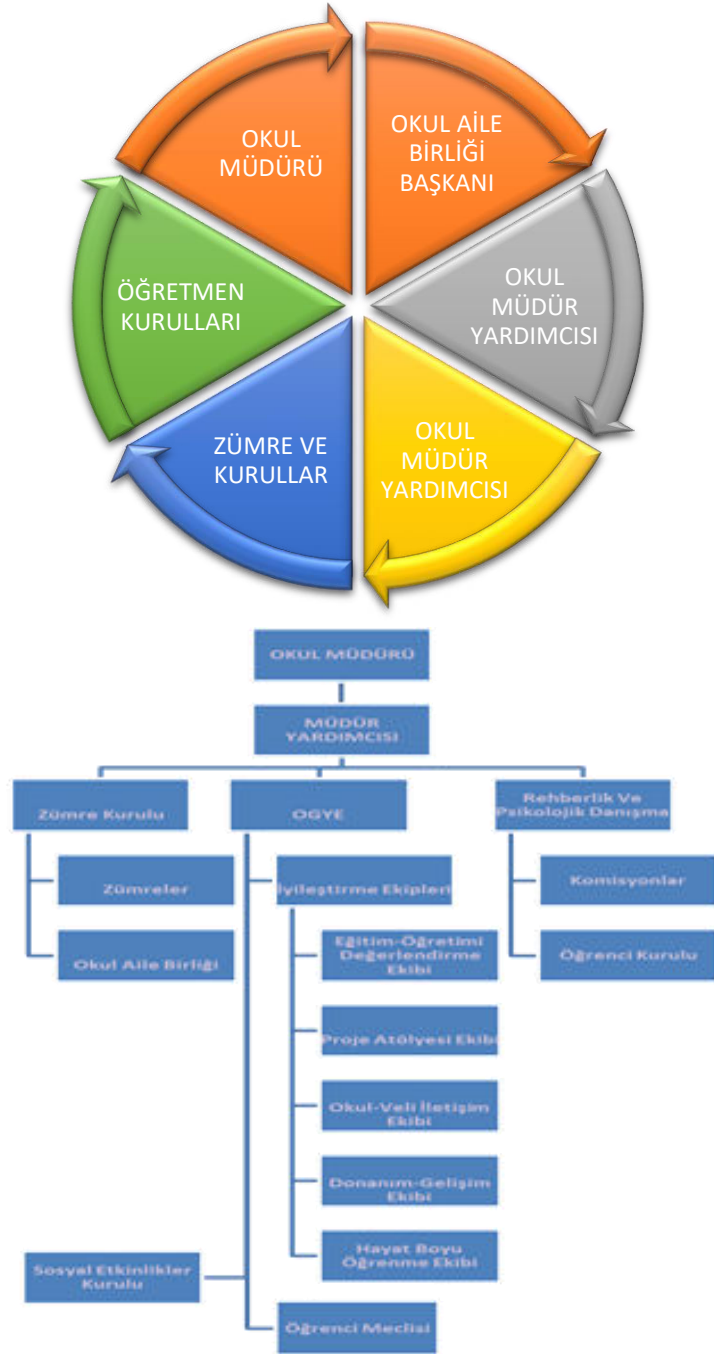 OKUL
MÜDÜRÜ
OKUL AİLE
BİRLİĞİ
BAŞKANI
OKUL
MÜDÜR
YARDIMCISI
OKUL
MÜDÜR
YARDIMCISI
ZÜMRE VE
KURULLAR
ÖĞRETMEN
KURULLARI
OKUL MÜDÜRÜ
MÜDÜR
YARDIMCISI
Zümre Kurulu
OGYE
Rehberlik Ve
Psikolojik Danışma
Zümreler
Okul Aile Birliği
İyileştirme Ekipleri
Eğitim-Öğretimi
Değerlendirme
Ekibi
Proje Atölyesi Ekibi
Okul-Veli İletişim
Ekibi
Donanım-Gelişim
Ekibi
Hayat Boyu
Öğrenme Ekibi
Komisyonlar
Öğrenci Kurulu
Sosyal Etkinlikler
Kurulu
Öğrenci Meclisi